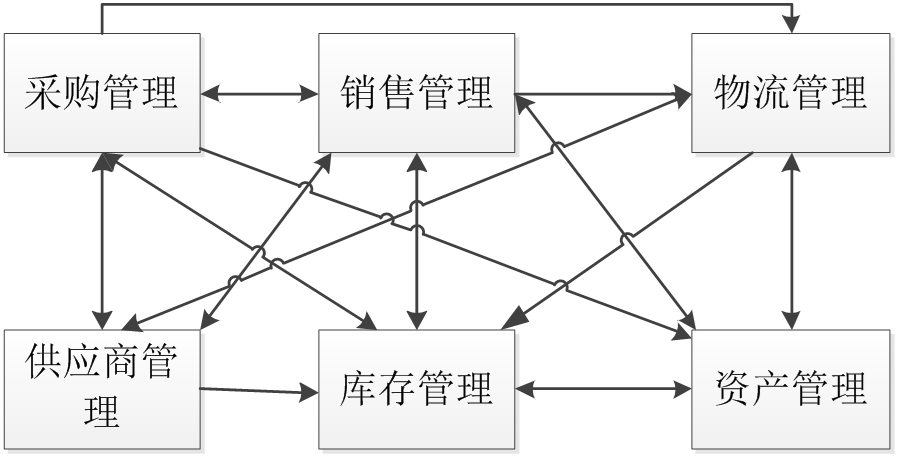 采购管理
销售管理
物流管理
供应商管
理
库存管理
资产管理